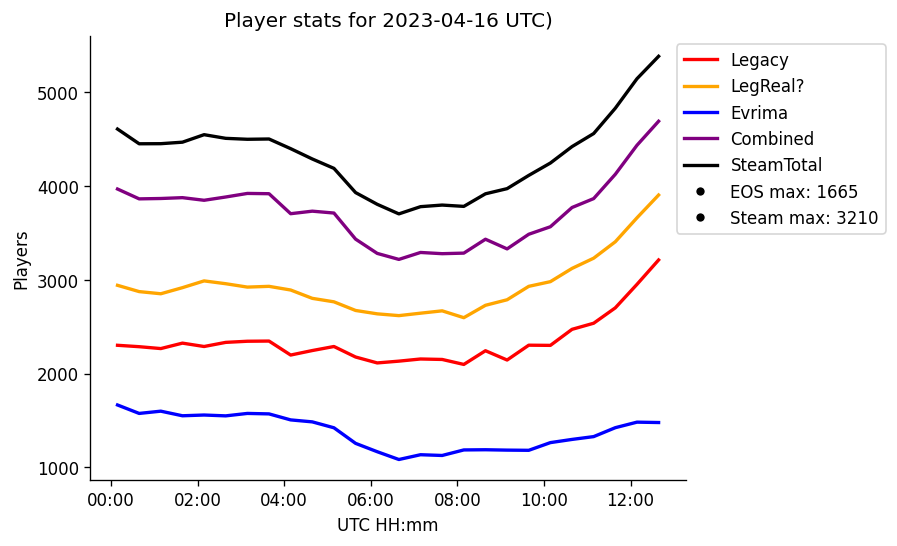 Player stats for 2023-04-16 UTC)
Legacy
LegReal?
Evrima
Combined
SteamTotal
EOS max: 1665
Steam max: 3210
Players
5000
4000
3000
2000
1000
00:00 02:00 04:00 06:00 08:00 10:00 12:00
UTC HH:mm